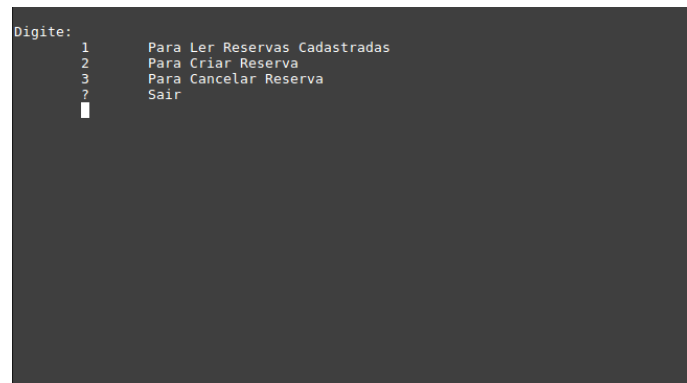 Digite:
1 Para Ler Reservas Cadastradas
2 Para Criar Reserva
3 Para Cancelar Reserva
? Sair